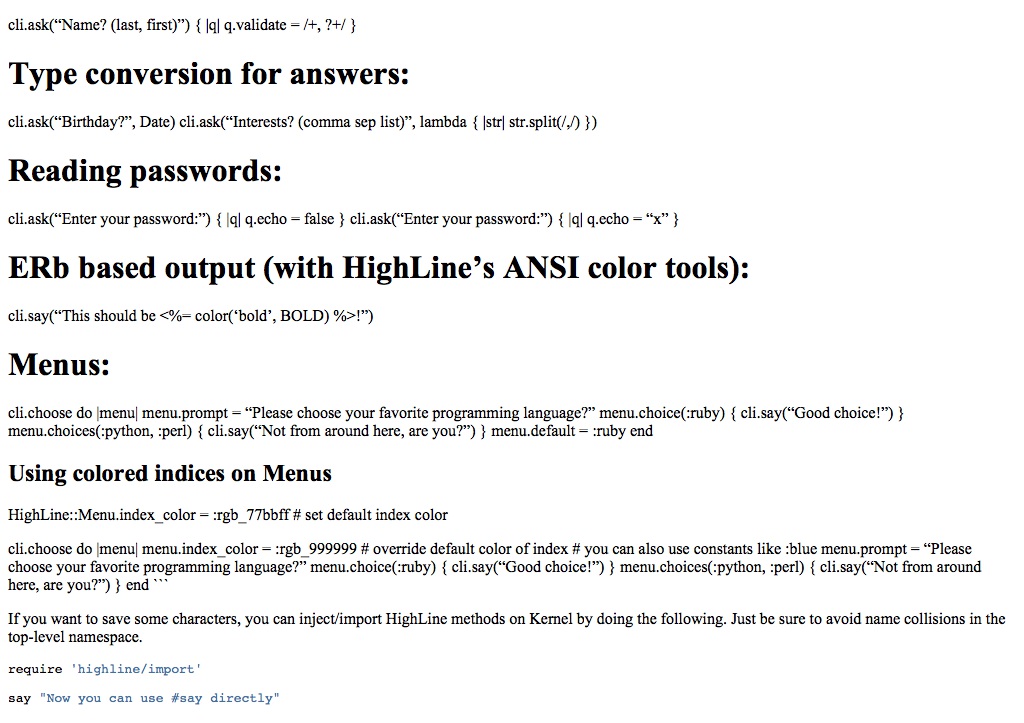 cli.ask(“Name? (last, first)”) { |q| q.validate = /+, ?+/ }
Type conversion for answers:
cli.ask(“Birthday?”, Date) cli.ask(“Interests? (comma sep list)”, lambda { |str| str.split(/,/) })
Reading passwords:
cli.ask(“Enter your password:”) { |q| q.echo = false } cli.ask(“Enter your password:”) { |q| q.echo = “x” }
ERb based output (with HighLine’s ANSI color tools):
cli.say(“This should be <%= color(‘bold’, BOLD) %>!”)
Menus:
cli.choose do |menu| menu.prompt = “Please choose your favorite programming language?” menu.choice(:ruby) { cli.say(“Good choice!”) }
menu.choices(:python, :perl) { cli.say(“Not from around here, are you?”) } menu.default = :ruby end
Using colored indices on Menus
HighLine::Menu.index_color = :rgb_77bbff # set default index color
cli.choose do |menu| menu.index_color = :rgb_999999 # override default color of index # you can also use constants like :blue menu.prompt = “Please
choose your favorite programming language?” menu.choice(:ruby) { cli.say(“Good choice!”) } menu.choices(:python, :perl) { cli.say(“Not from around
here, are you?”) } end ```
If you want to save some characters, you can inject/import HighLine methods on Kernel by doing the following. Just be sure to avoid name collisions in the
top-level namespace.
require 'highline/import'
say "Now you can use #say directly"